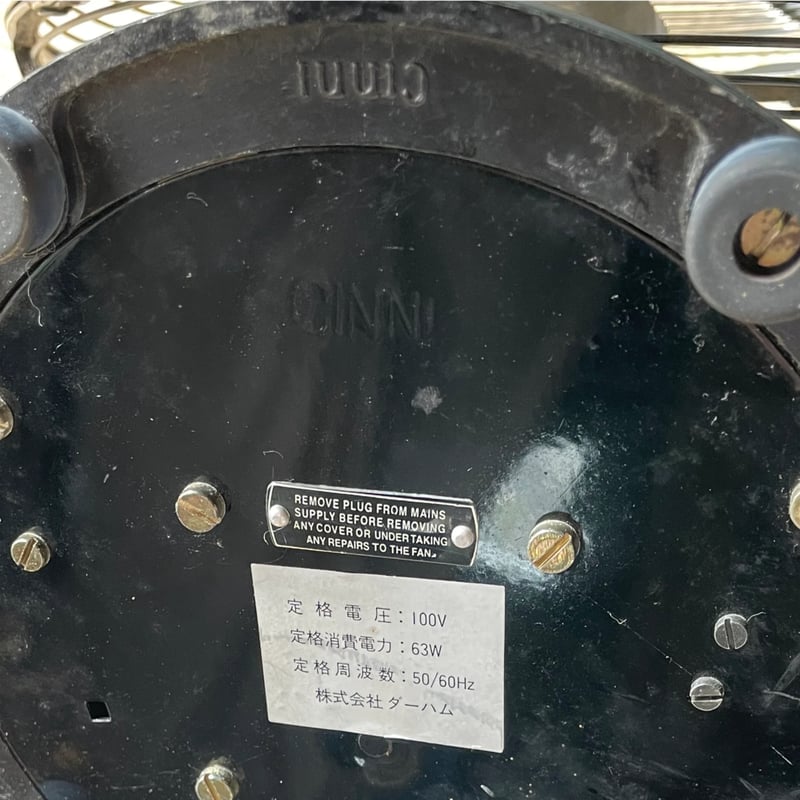 Cinni
CINNI
REMOVE PLUG FROM MAINS
SUPPLY BEFORE REMOVING
ANY COVER OR UNDERTAKING
ANY REPAIRS TO THE FAN.
定格電圧：100V
定格消費電力：63W
定格周波数：50/60Hz
株式会社 ダーハム